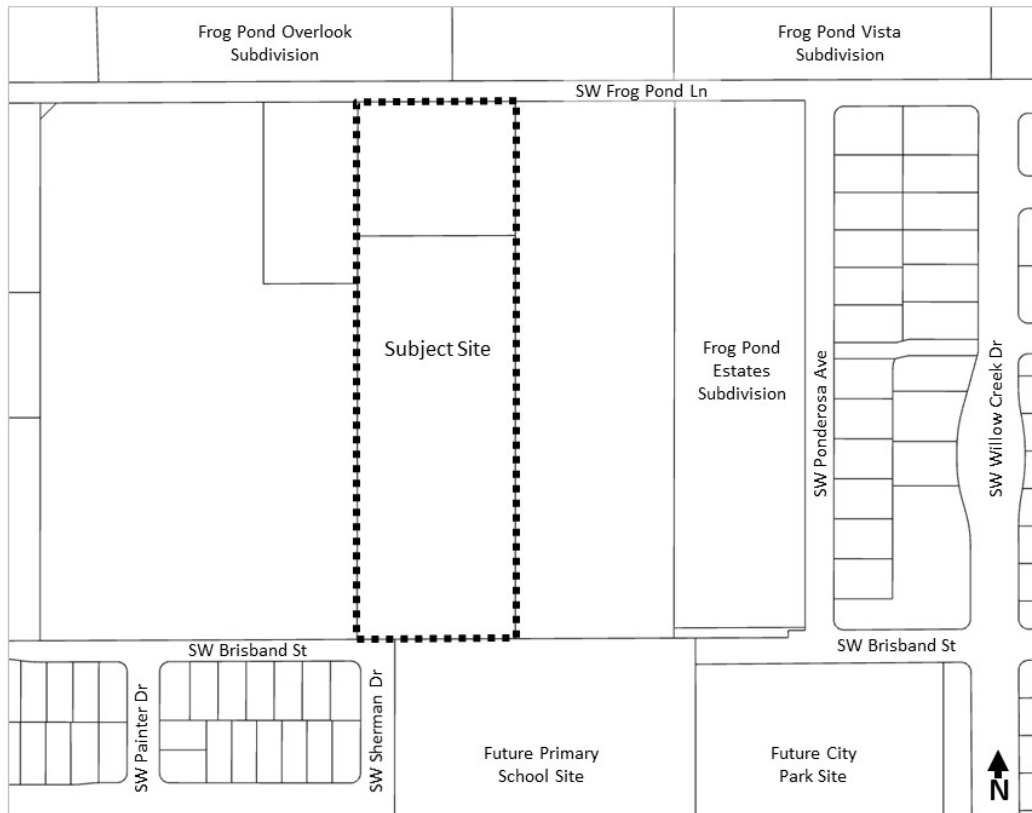 Frog Pond Overlook
Subdivision
Frog Pond Vista
Subdivision
SW Frog Pond Ln
Subject Site
Frog Pond
Estates
Subdivision
SW Ponderosa Ave
SW Willow Creek Dr
SW Brisband St
SW Brisband St
SW Painter Dr
SW Sherman Dr
Future Primary
School Site
Future City
Park Site
N